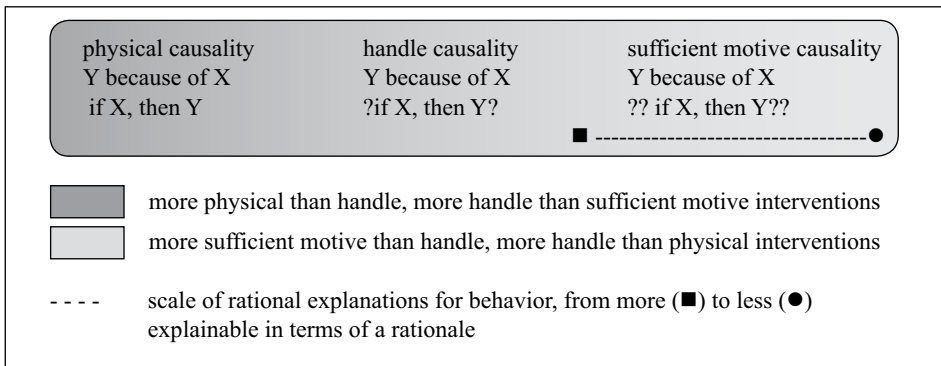 physical causality handle causality sufficient motive causality
Y because of X Y because of X Y because of X
if X, then Y ?if X, then Y? ?? if X, then Y??
■ ------------------------------- ●
more physical than handle, more handle than sufficient motive interventions
more sufficient motive than handle, more handle than physical interventions
- - - - scale of rational explanations for behavior, from more (■) to less (●)
explainable in terms of a rationale